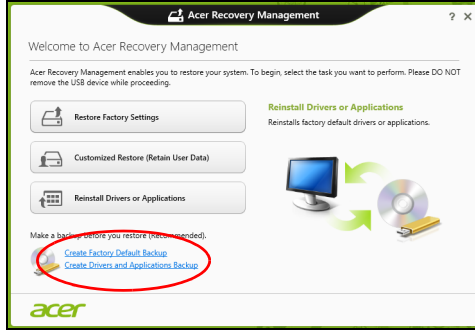 Acer Recovery Management
? X
Welcome to Acer Recovery Management
Acer Recovery Management enables you to restore your system. To begin, select the task you want to perform. Please DO NOT
remove the USB device while proceeding.
Restore Factory Settings
Customized Restore (Retain User Data)
Reinstall Drivers or Applications
Reinstall Drivers or Applications
Reinstalls factory default drivers or applications.
Make a backup before you restore (Recommended).
Create Factory Default Backup
Create Drivers and Applications Backup
acer